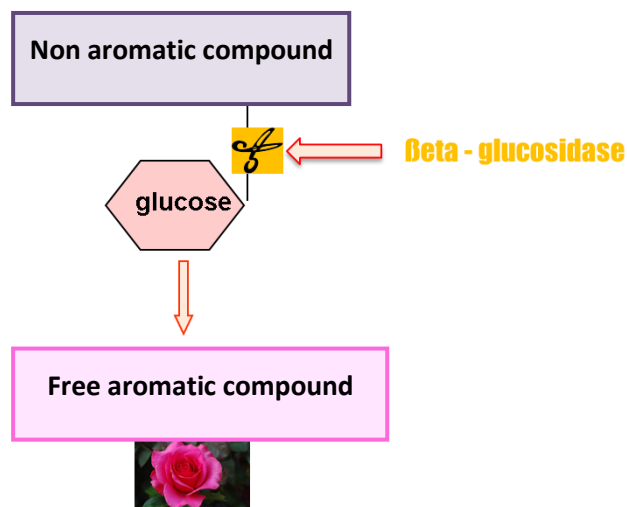 Non aromatic compound
ßeta - glucosidase
glucose
Free aromatic compound